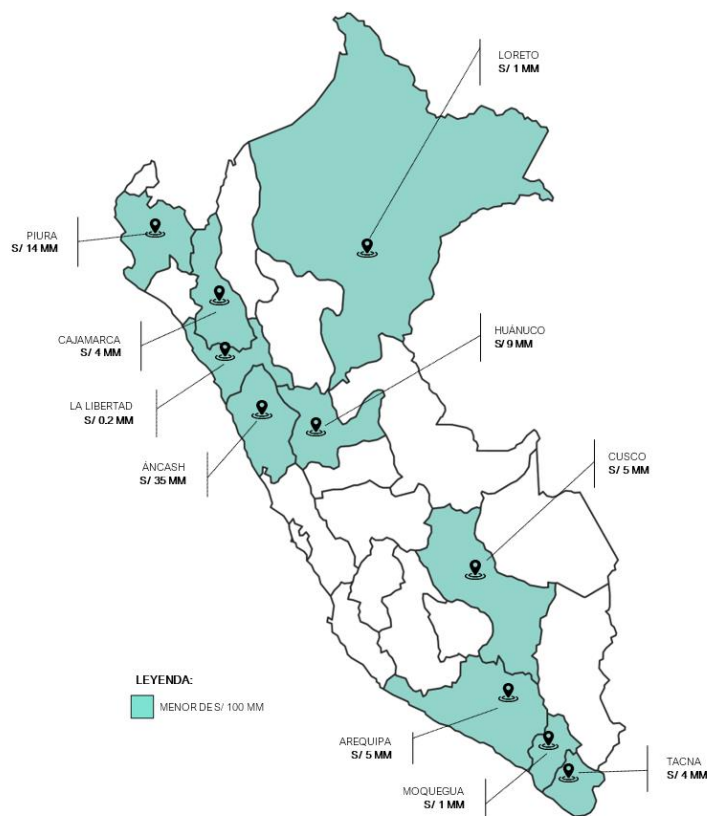 LORETO
S/ 1 MM
PIURA
S/ 14 MM
CAJAMARCA
S/ 4 MM
HUÁNUCO
S/ 9 MM
LA LIBERTAD
S/ 0.2 MM
ÁNCASH
S/ 35 MM
CUSCO
S/ 5 MM
LEYENDA:
MENOR DE S/ 100 MM
AREQUIPA
S/ 5 MM
MOQUEGUA
S/ 1 MM
TACNA
S/ 4 MM